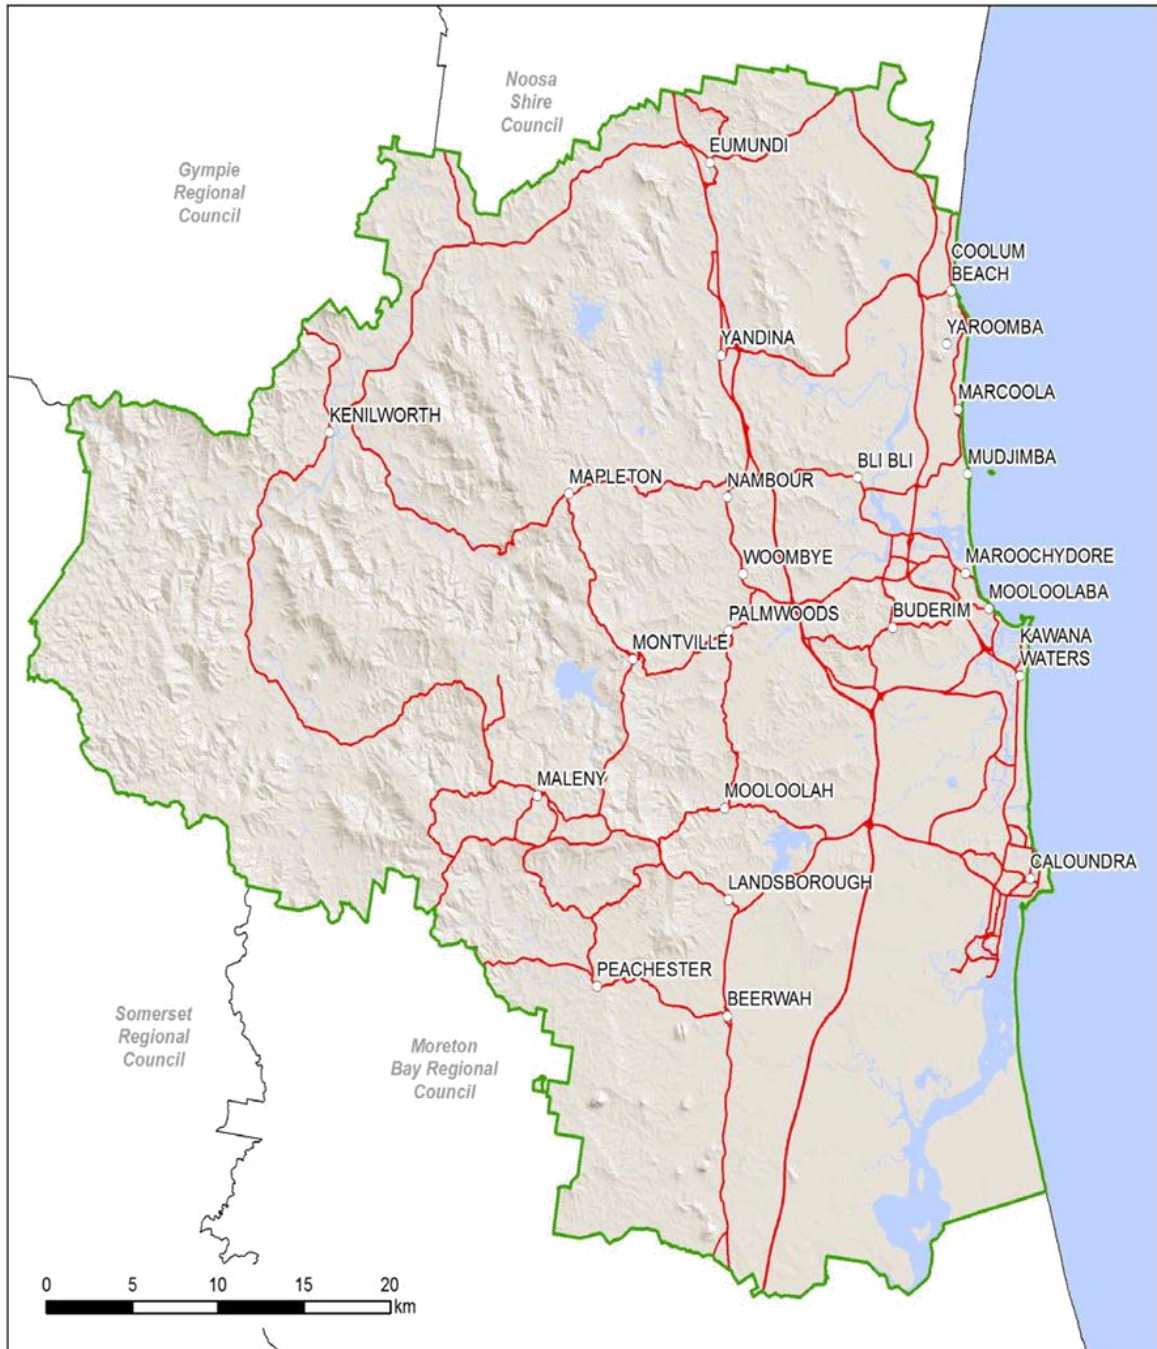 Noosa
Shire
Council
EUMUNDI
Gympie
Regional
Council
COOLUM
BEACH
YAROOMBA
YANDINA
MARCOOLA
KENILWORTH
BLI BLI
MUDJIMBA
MAPLETON
NAMBOUR
WOOMBYE
MAROOCHYDORE
MOOLOOLABA
PALMWOODS
BUDERIM
MONTVILLE
KAWANA
WATERS
MALENY
MOOLOOLAH
CALOUNDRA
LANDSBOROUGH
PEACHESTER
BEERWAH
Somerset
Regional
Council
Moreton
Bay Regional
Council
0 5 10 15 20
km